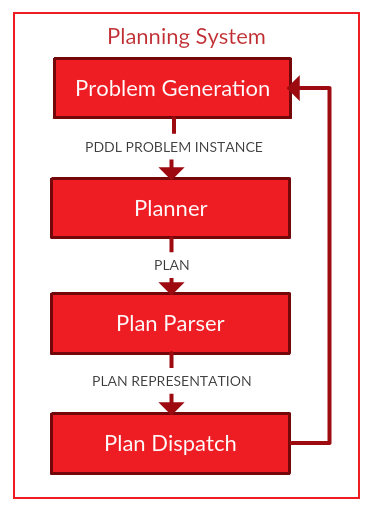 Planning System
Problem Generation
PDDL PROBLEM INSTANCE
Planner
PLAN
Plan Parser
PLAN REPRESENTATION
Plan Dispatch